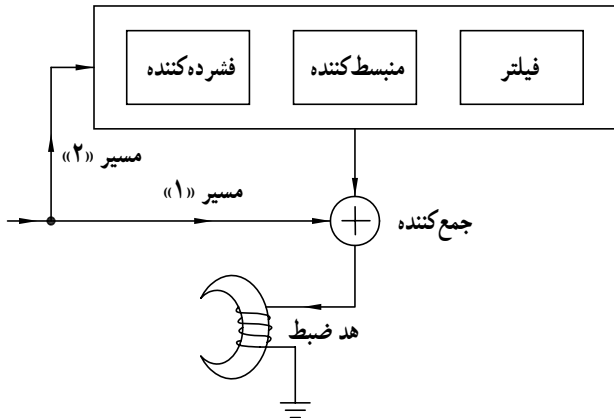 فیلتر
منبسط‌کننده
فشرده‌کننده
مسیر «۲»
مسیر «۱»
جمع‌کننده
هد ضبط